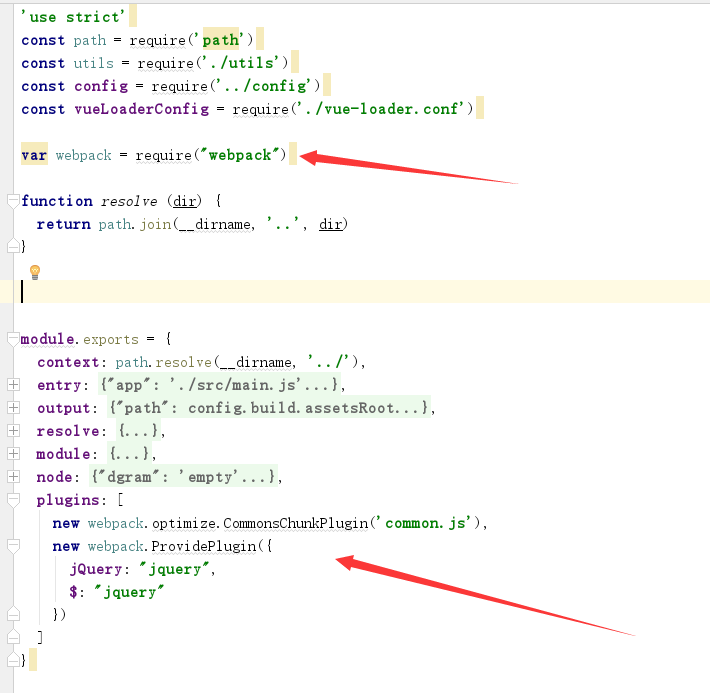 'use strict'
const path = require('path')
const utils = require('./utils')
const config = require('../config')
const vueLoaderConfig = require('./vue-loader.conf')
var webpack = require("webpack")
function resolve (dir) {
  return path.join(__dirname, '..', dir)
}
module.exports = {
  context: path.resolve(__dirname, '../'),
  entry: {"app": './src/main.js'...},
  output: {"path": config.build.assetsRoot...},
  resolve: {...},
  module: {...},
  node: {"dgram": 'empty'...},
  plugins: [
    new webpack.optimize.CommonsChunkPlugin('common.js'),
    new webpack.ProvidePlugin({
      jQuery: "jquery",
      $: "jquery"
    })
  ]
}